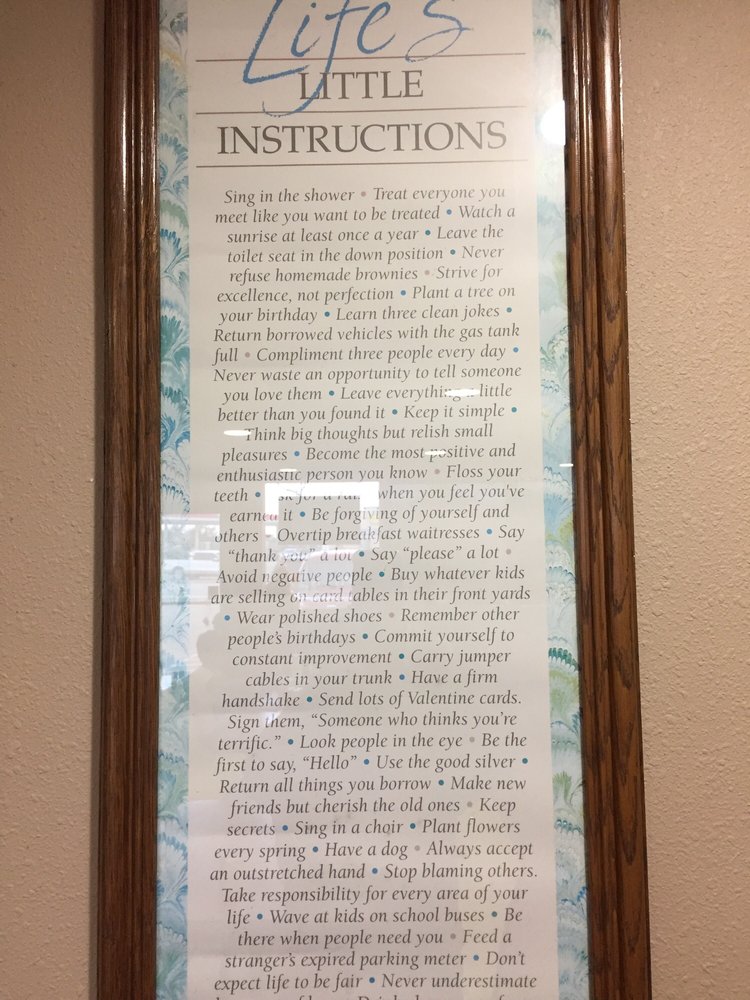 Life's
LITTLE
INSTRUCTIONS
Sing in the shower • Treat everyone you
meet like you want to be treated • Watch a
sunrise at least once a year • Leave the
toilet seat in the down position • Never
refuse homemade brownies • Strive for
excellence, not perfection • Plant a tree on
your birthday • Learn three clean jokes •
Return borrowed vehicles with the gas tank
full • Compliment three people every day •
Never waste an opportunity to tell someone
you love them • Leave everything a little
better than you found it • Keep it simple •
Think big thoughts but relish small
pleasures • Become the most positive and
enthusiastic person you know • Floss your
teeth • Ask for a raise when you feel you've
earned it • Be forgiving of yourself and
others • Overtip breakfast waitresses • Say
“thank you” a lot • Say “please” a lot •
Avoid negative people • Buy whatever kids
are selling on card tables in their front yards
• Wear polished shoes • Remember other
people's birthdays • Commit yourself to
constant improvement • Carry jumper
cables in your trunk • Have a firm
handshake • Send lots of Valentine cards.
Sign them, “Someone who thinks you're
terrific.” • Look people in the eye • Be the
first to say, “Hello” • Use the good silver •
Return all things you borrow • Make new
friends but cherish the old ones • Keep
secrets • Sing in a choir • Plant flowers
every spring • Have a dog • Always accept
an outstretched hand • Stop blaming others.
Take responsibility for every area of your
life • Wave at kids on school buses • Be
there when people need you • Feed a
stranger's expired parking meter • Don't
expect life to be fair • Never underestimate